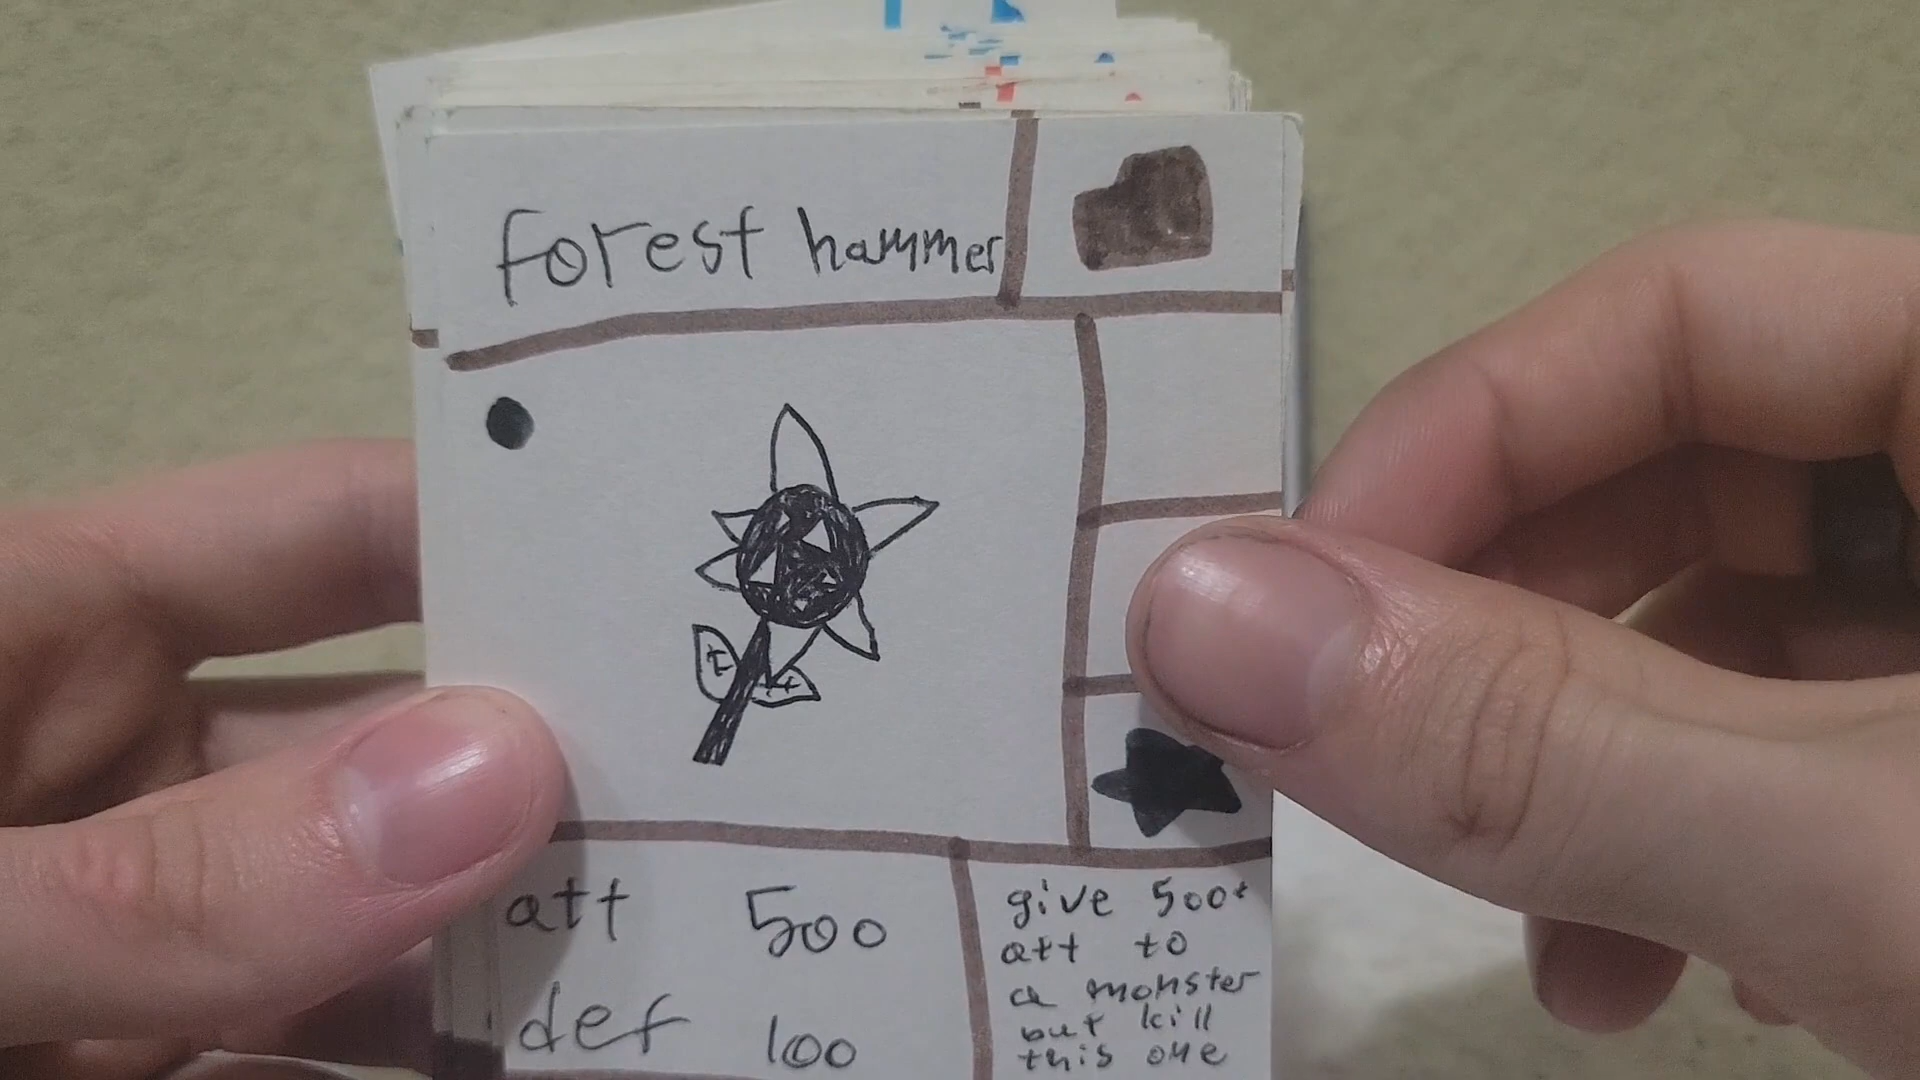 forest hammer
att 500
def 100
give 500+
att to
a monster
but kill
this one